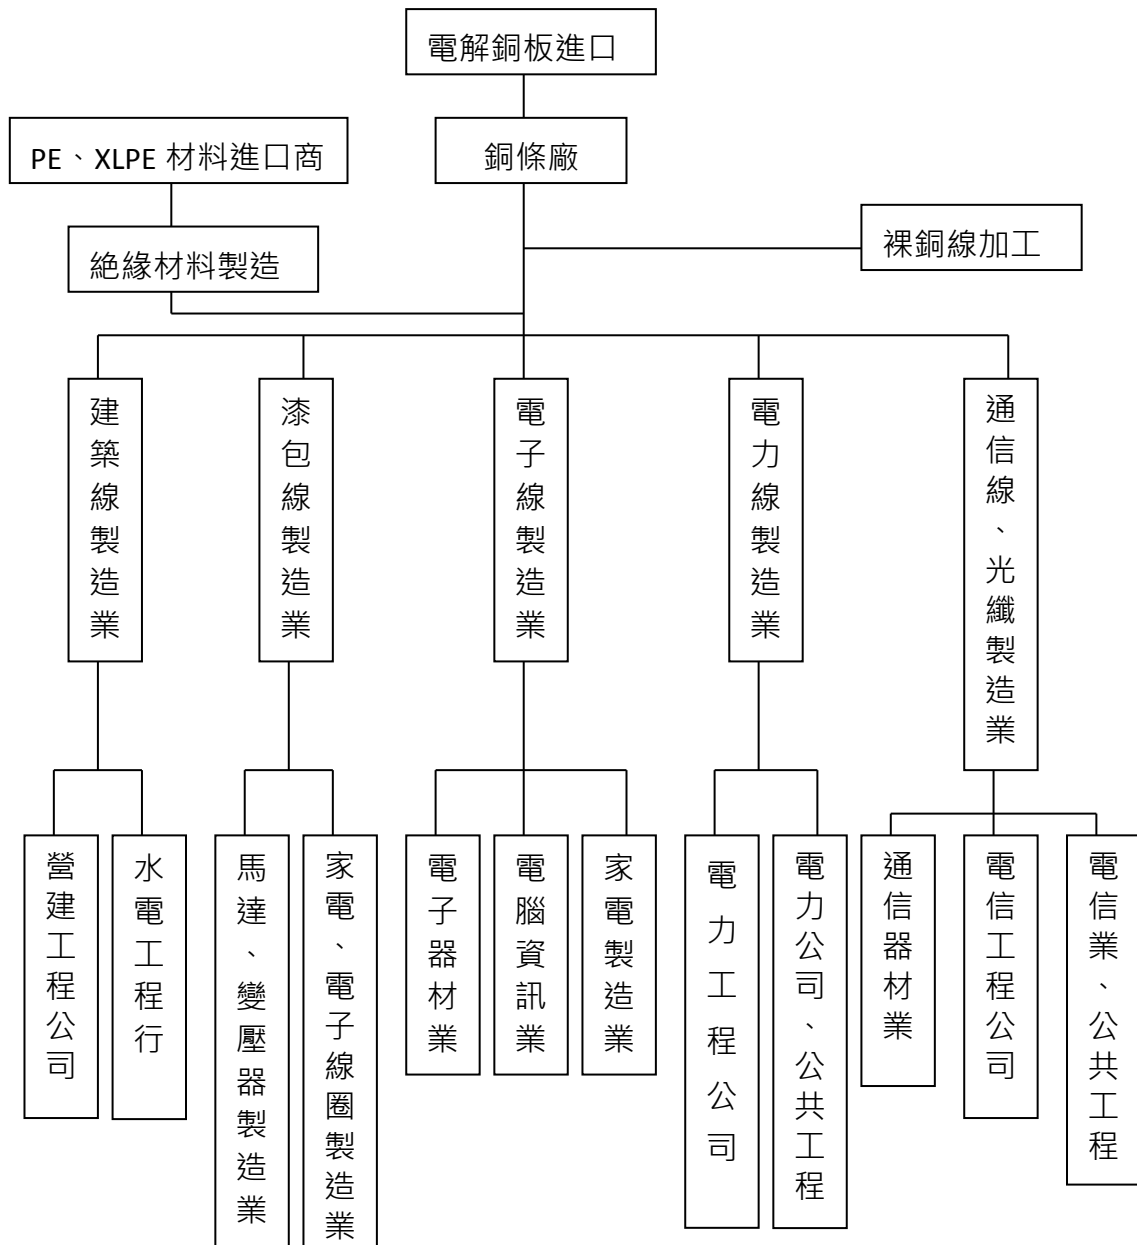 電解銅板進口
PE、XLPE 材料進口商
銅條廠
裸銅線加工
絕緣材料製造
建築線製造業
漆包線製造業
電子線製造業
電力線製造業
通信線、光纖製造業
營建工程公司
水電工程行
馬達、變壓器製造業
家電、電子線圈製造業
電子器材業
電腦資訊業
家電製造業
電力工程公司
電力公司、公共工程
通信器材業
電信工程公司
電信業、公共工程